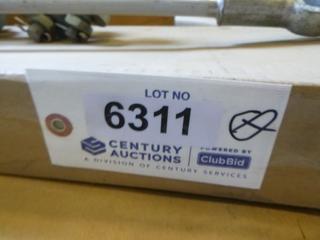 LOT NO
6311
CENTURY
AUCTIONS
POWERED BY
ClubBid
A DIVISION OF CENTURY SERVICES